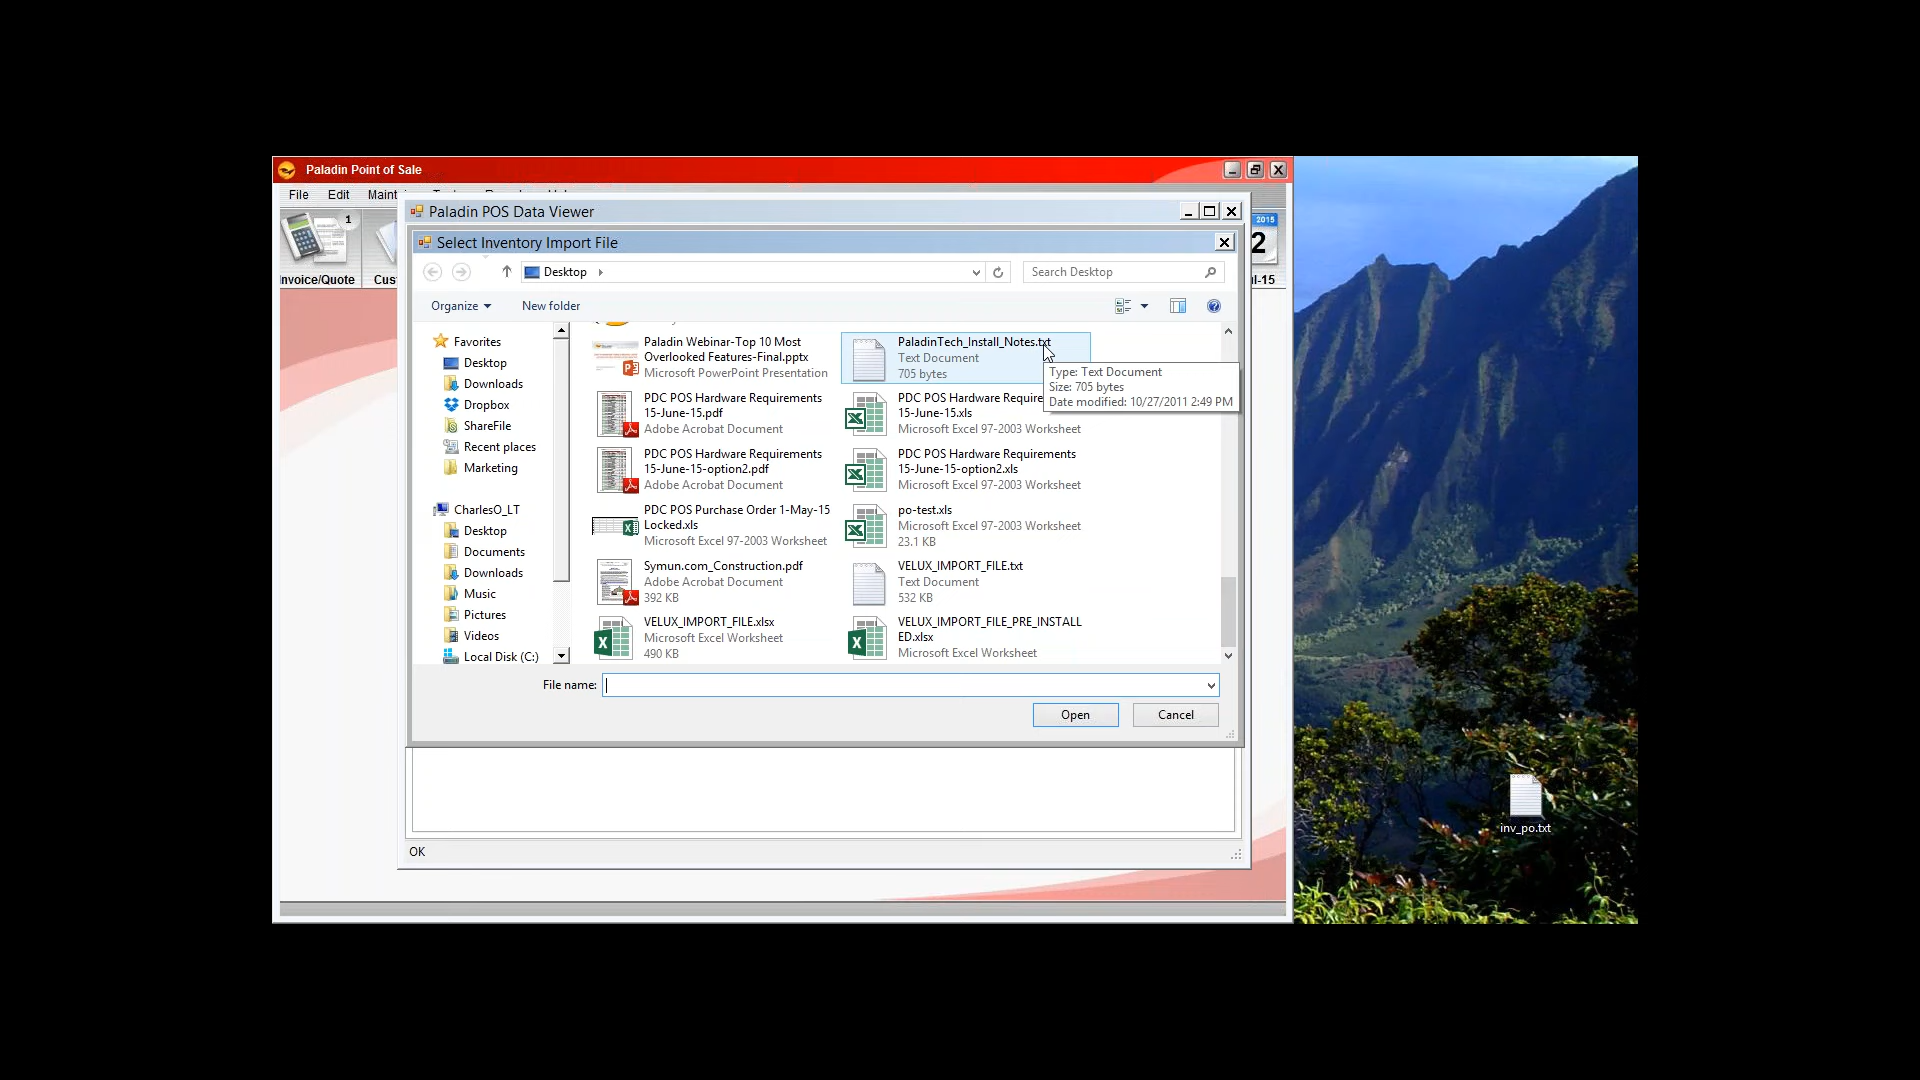 Paladin Point of Sale
File Edit
Paladin POS Data Viewer
Select Inventory Import File
1
2015
2
nvoice/Quote
Desktop
Search Desktop
Organize
New folder
Favorites
Desktop
Downloads
Dropbox
ShareFile
Recent places
Marketing
CharlesO_LT
Desktop
Documents
Downloads
Music
Pictures
Videos
Local Disk (C:)
Paladin Webinar-Top 10 Most
Overlooked Features-Final.pptx
Microsoft PowerPoint Presentation
PaladinTech_Install_Notes.txt
Text Document
705 bytes
Type: Text Document
Size: 705 bytes
Date modified: 10/27/2011 2:49 PM
PDC POS Hardware Requirements
15-June-15.pdf
Adobe Acrobat Document
PDC POS Hardware Require
15-June-15.xls
Microsoft Excel 97-2003 Worksheet
PDC POS Hardware Requirements
15-June-15-option2.pdf
Adobe Acrobat Document
PDC POS Hardware Requirements
15-June-15-option2.xls
Microsoft Excel 97-2003 Worksheet
PDC POS Purchase Order 1-May-15
Locked.xls
Microsoft Excel 97-2003 Worksheet
po-test.xls
Microsoft Excel 97-2003 Worksheet
23.1 KB
Symun.com_Construction.pdf
Adobe Acrobat Document
392 KB
VELUX_IMPORT_FILE.txt
Text Document
532 KB
VELUX_IMPORT_FILE.xlsx
Microsoft Excel Worksheet
490 KB
VELUX_IMPORT_FILE_PRE_INSTALL
ED.xlsx
Microsoft Excel Worksheet
File name:
Open
Cancel
OK
inv_po.txt